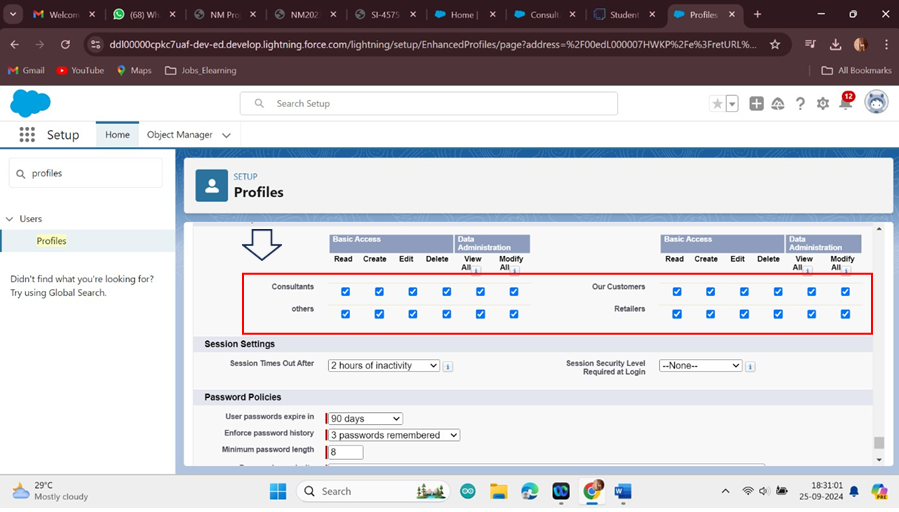 Welcom
(68) Wh
NM Pro
NM202
SI-4575
Home |
Consult
Student
Profiles
ddl00000cpkc7uaf-dev-ed.develop.lightning.force.com/lightning/setup/EnhancedProfiles/page?address=%2F00edL000007HWKP%2Fe%3FretURL%...
Gmail YouTube Maps Jobs_Elearning All Bookmarks
Search Setup
12
Setup Home Object Manager
profiles
Users
Profiles
Didn't find what you're looking for?
Try using Global Search.
SETUP
Profiles
Basic Access Data Administration Basic Access Data Administration
Read Create Edit Delete View All i Modify All i Read Create Edit Delete View All i Modify All i
Consultants Our Customers
others Retailers
Session Settings
Session Times Out After 2 hours of inactivity i Session Security Level Required at Login --None-- i
Password Policies
User passwords expire in 90 days
Enforce password history 3 passwords remembered
Minimum password length 8
29°C
Mostly cloudy
Search
18:31:01
25-09-2024
PRE